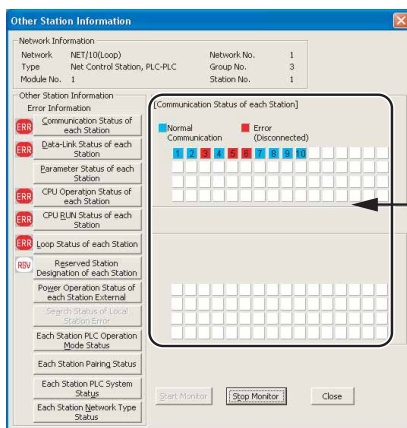 Other Station Information
Network Information
Network NET/10(Loop) Network No. 1
Type Net Control Station, PLC-PLC Group No. 3
Module No. 1 Station No. 1
Other Station Information
Error Information
ERR Communication Status of each Station
ERR Data-Link Status of each Station
Parameter Status of each Station
ERR CPU Operation Status of each Station
ERR CPU RUN Status of each Station
ERR Loop Status of each Station
RSV Reserved Station Designation of each Station
Power Operation Status of each Station External
Search Status of Local Station Error
Each Station PLC Operation Mode Status
Each Station Pairing Status
Each Station PLC System Status
Each Station Network Type Status
[Communication Status of each Station]
Normal Communication
Error (Disconnected)
1 2 3 4 5 6 7 8 9 10
Start Monitor Stop Monitor Close